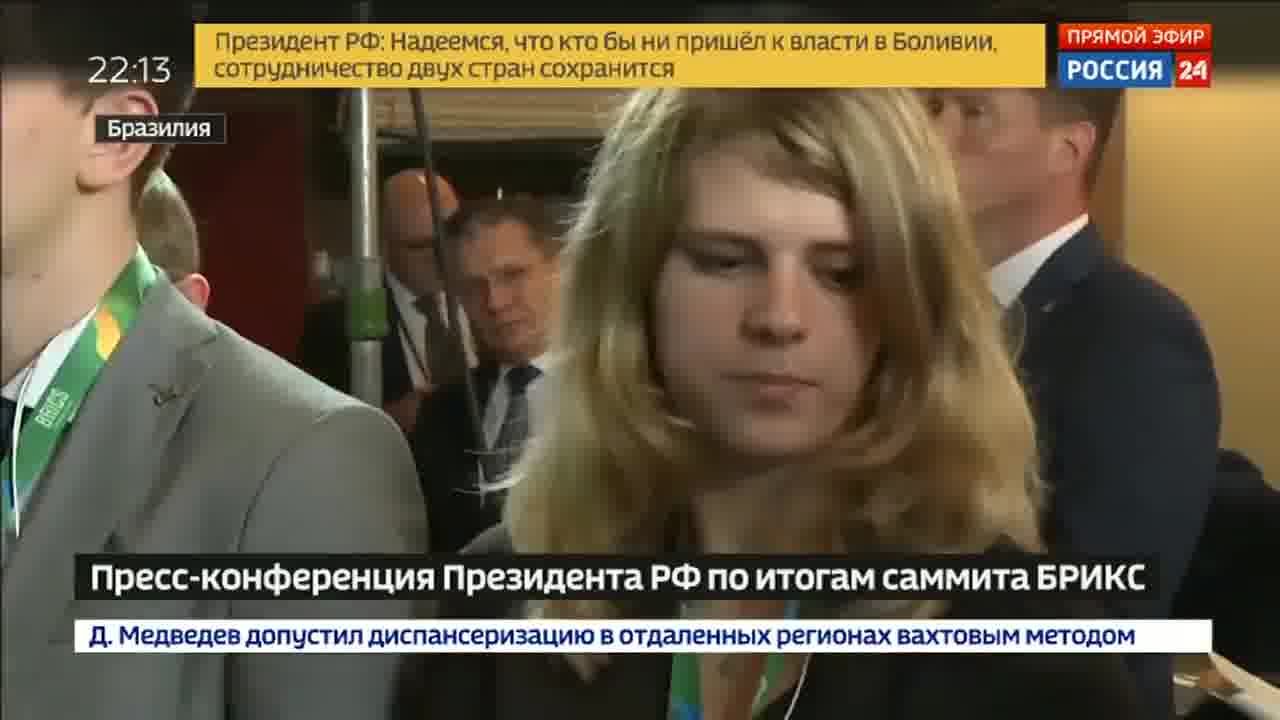 22:13
Президент РФ: Надеемся, что кто бы ни пришёл к власти в Боливии,
сотрудничество двух стран сохранится
ПРЯМОЙ ЭФИР
РОССИЯ 24
Бразилия
BRICS
Пресс-конференция Президента РФ по итогам саммита БРИКС
Д. Медведев допустил диспансеризацию в отдаленных регионах вахтовым методом